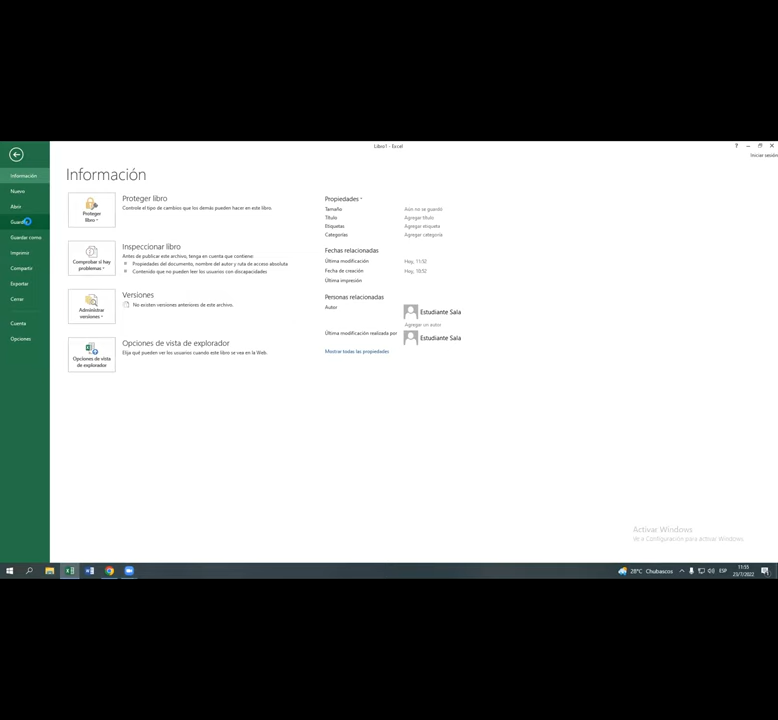 Libro1 - Excel
?
Iniciar sesión
Información
Nuevo
Abrir
Guardar como
Imprimir
Compartir
Exportar
Cerrar
Cuenta
Opciones
Información
Proteger libro
Proteger libro
Controle el tipo de cambios que los demás pueden hacer en este libro.
Comprobar si hay problemas
Inspeccionar libro
Antes de publicar este archivo, tenga en cuenta que contiene:
Propiedades del documento, nombre del autor y ruta de acceso absoluta
Contenido que no pueden leer los usuarios con discapacidades
Administrar versiones
Versiones
No existen versiones anteriores de este archivo.
Opciones de vista de explorador
Opciones de vista de explorador
Elija qué pueden ver los usuarios cuando este libro se vea en la Web.
Propiedades
Tamaño Aún no se guardó
Título Agregar título
Etiquetas Agregar etiqueta
Categorías Agregar categoría
Fechas relacionadas
Última modificación Hoy, 11:52
Fecha de creación Hoy, 10:52
Última impresión
Personas relacionadas
Autor Estudiante Sala
Agregar un autor
Última modificación realizada por Estudiante Sala
Mostrar todas las propiedades
Activar Windows
Ve a Configuración para activar Windows.
28°C Chubascos
ESP
11:55
23/7/2022